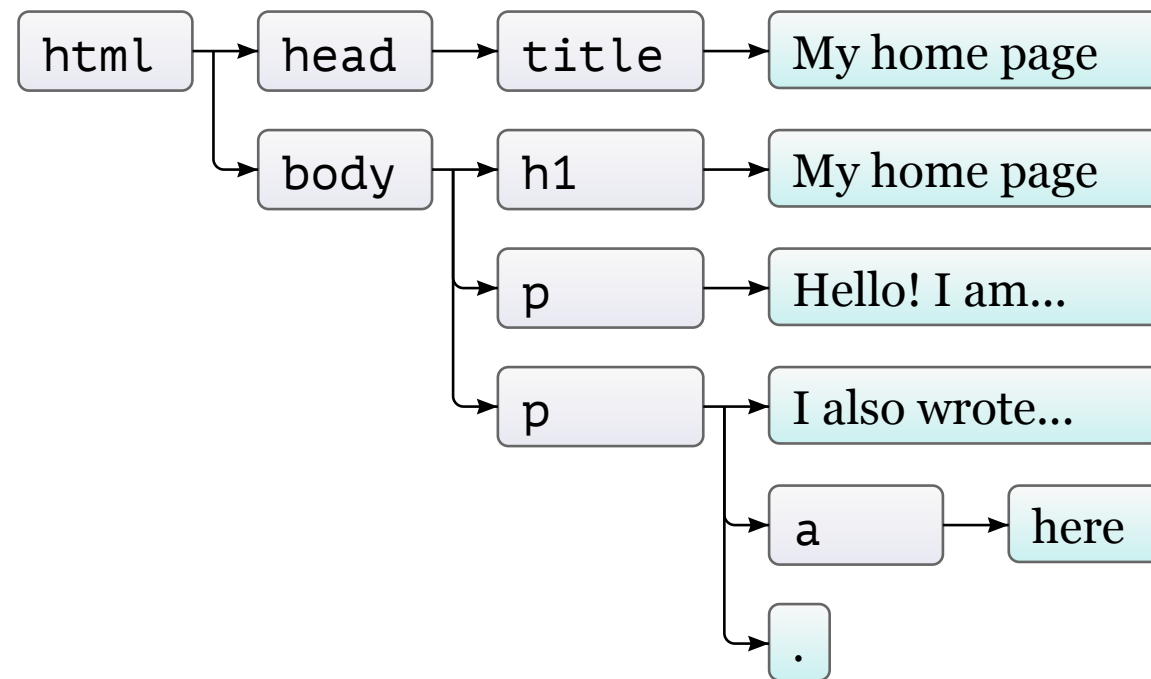 html head title My home page
body h1 My home page
p Hello! I am...
p I also wrote...
a here
.